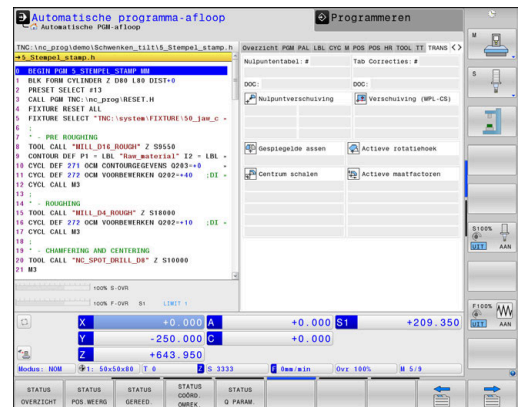 Automatische programma-afloop
Automatische PGM-afloop
Programmeren
TNC:\nc_prog\demo\Schwenken_tilt\5_Stempel_stamp.h
→5_Stempel_stamp.h
0 BEGIN PGM 5_STEMPEL_STAMP MM
1 BLK FORM CYLINDER Z D80 L80 DIST+0
2 PRESET SELECT #13
3 CALL PGM TNC:\nc_prog\RESET.H
4 FIXTURE RESET ALL
5 FIXTURE SELECT "TNC:\system\FIXTURE\50_jaw_c
6 ;
7 * - PRE ROUGHING
8 TOOL CALL "MILL_D16_ROUGH" Z S9550
9 CONTOUR DEF P1 = LBL "Raw_material" I2 = LBL
10 CYCL DEF 271 OCM CONTOURGEGEVENS Q203=+0
11 CYCL DEF 272 OCM VOORBEWERKEN Q202=+40 ;DI
12 CYCL CALL M3
13 ;
14 * - ROUGHING
15 TOOL CALL "MILL_D4_ROUGH" Z S18000
16 CYCL DEF 272 OCM VOORBEWERKEN Q202=+10 ;DI
17 CYCL CALL M3
18 ;
19 * - CHAMFERING AND CENTERING
20 TOOL CALL "NC_SPOT_DRILL_D8" Z S10000
21 M3
Overzicht PGM PAL LBL CYC M POS POS HR TOOL TT TRANS
Nulpuntentabel: #
Tab Correcties: #
DOC:
DOC:
Nulpuntverschuiving
Verschuiving (WPL-CS)
Gespiegelde assen
Actieve rotatiehoek
Centrum schalen
Actieve maatfactoren
100% S-OVR
100% F-OVR S1 LIMIT 1
X +0.000 A +0.000 S1 +209.350
Y -250.000 C +0.000
Z +643.950
Modus: NOM 1: 50x50x80 T 0 Z S 3333 F 0mm/min Ovr 100% M 5/9
M
S
S100%
UIT AAN
F100%
UIT AAN
STATUS OVERZICHT
STATUS POS.WEERG
STATUS GEREED.
STATUS COÖRD. OMREK.
STATUS Q PARAM.